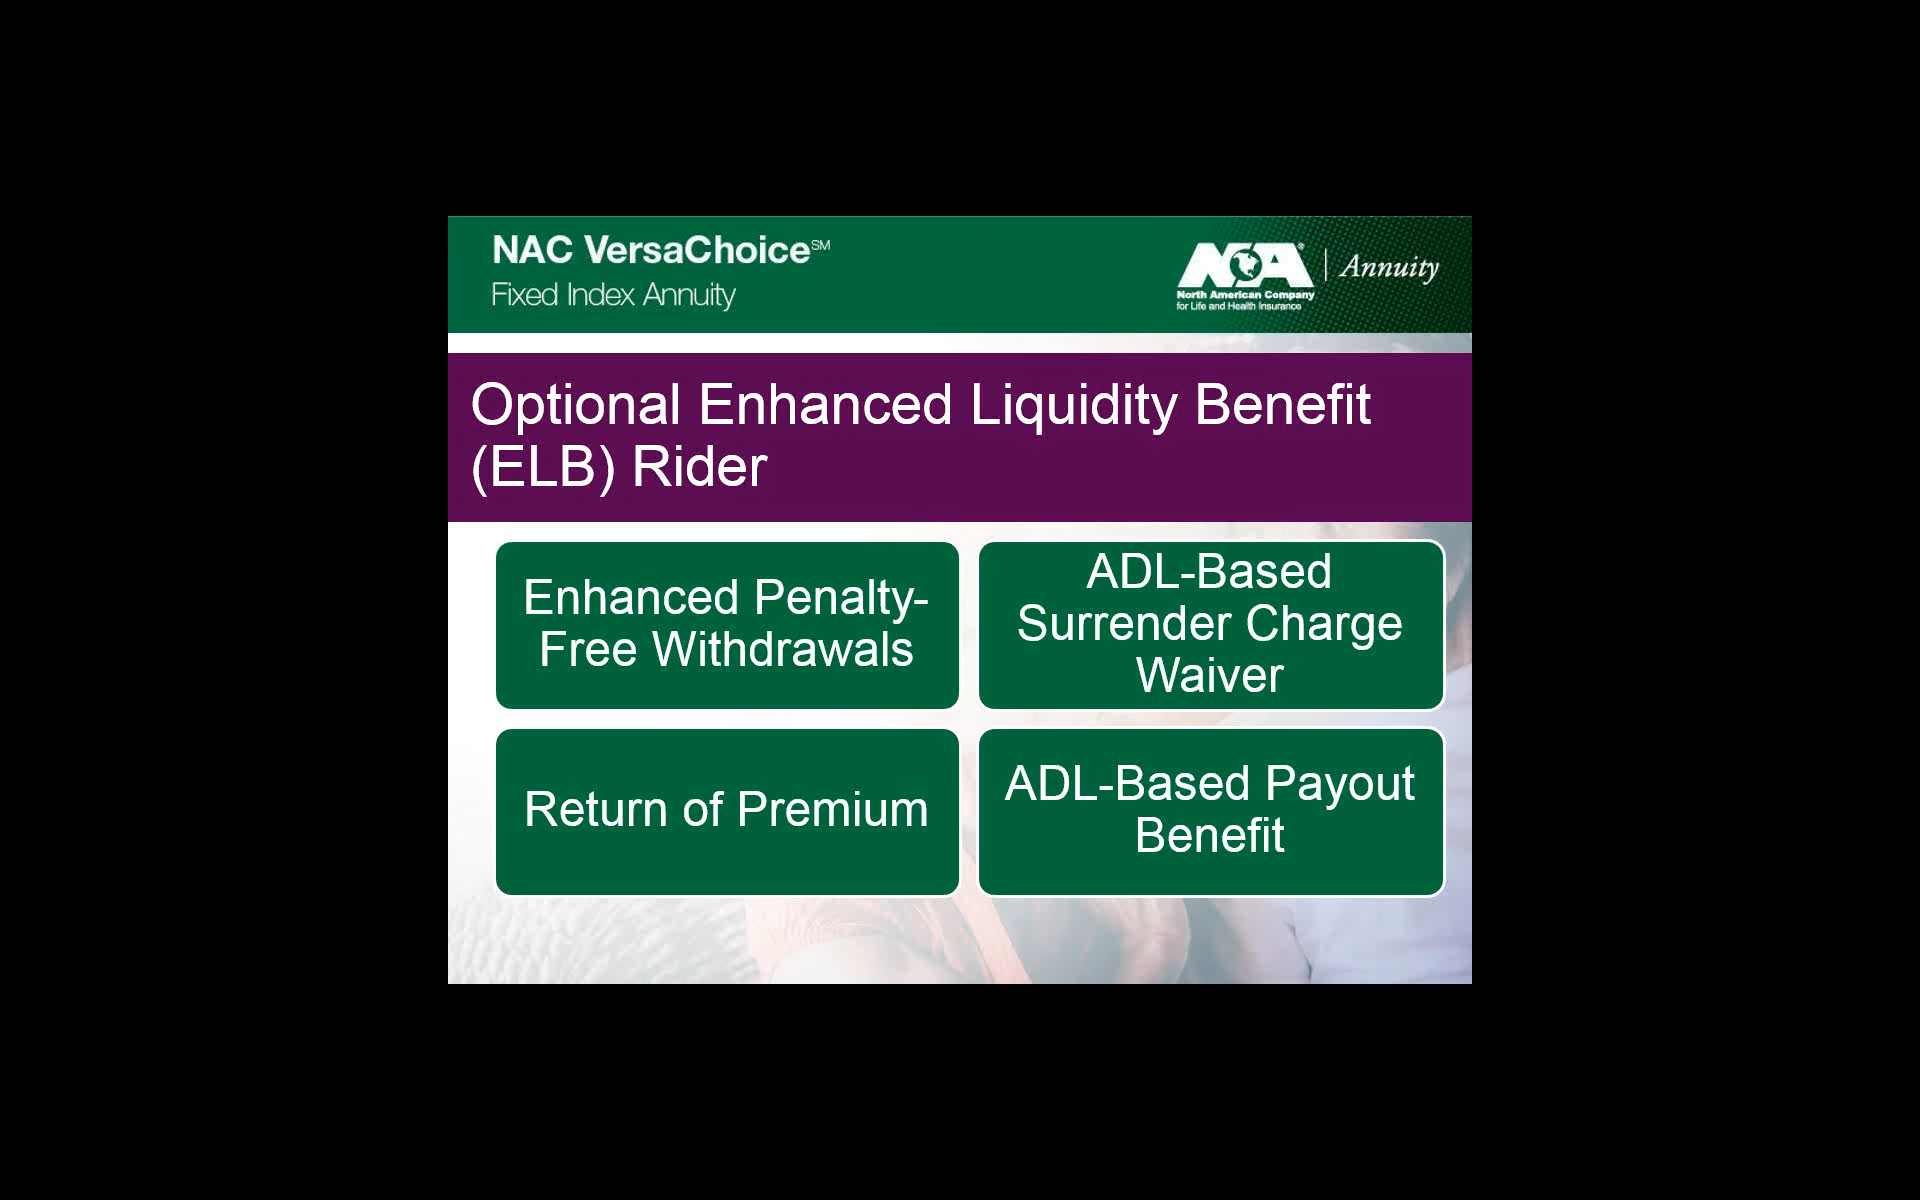 NAC VersaChoice℠
Fixed Index Annuity
NA®
North American Company
for Life and Health Insurance
Annuity
Optional Enhanced Liquidity Benefit
(ELB) Rider
Enhanced Penalty-
Free Withdrawals
ADL-Based
Surrender Charge
Waiver
Return of Premium
ADL-Based Payout
Benefit